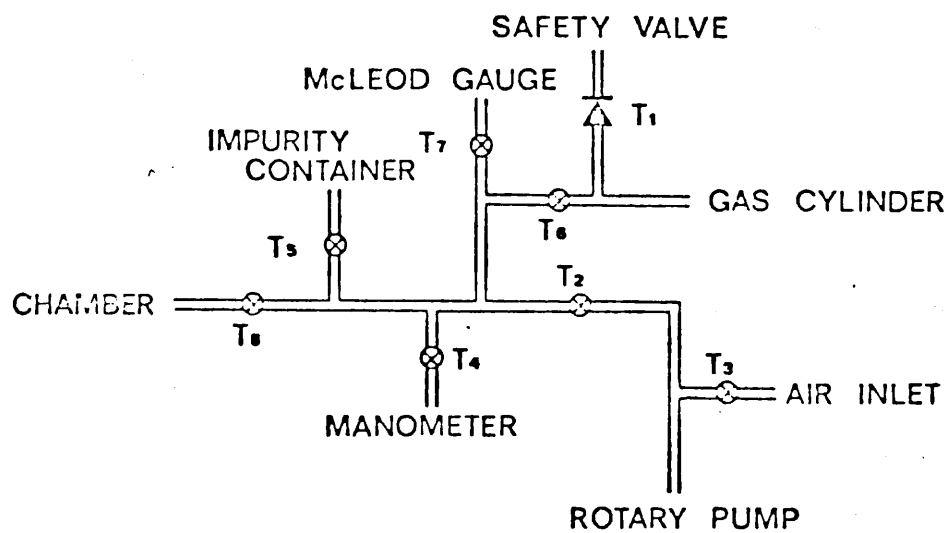 SAFETY VALVE
McLEOD GAUGE
T1
IMPURITY
CONTAINER
T7
GAS CYLINDER
T6
T5
T2
CHAMBER
T8
T4
T3
AIR INLET
MANOMETER
ROTARY PUMP